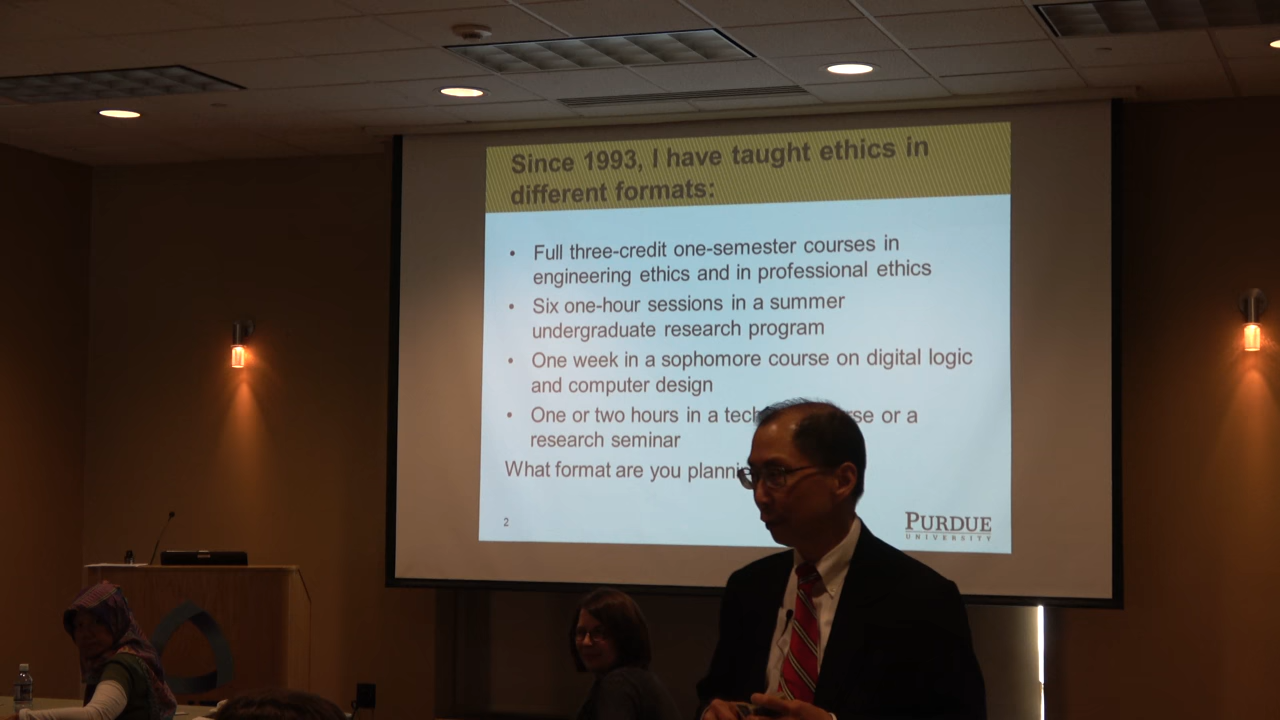 Since 1993, I have taught ethics in
different formats:
• Full three-credit one-semester courses in
engineering ethics and in professional ethics
• Six one-hour sessions in a summer
undergraduate research program
• One week in a sophomore course on digital logic
and computer design
• One or two hours in a or a
research seminar
What format are you
2
PURDUE
UNIVERSITY